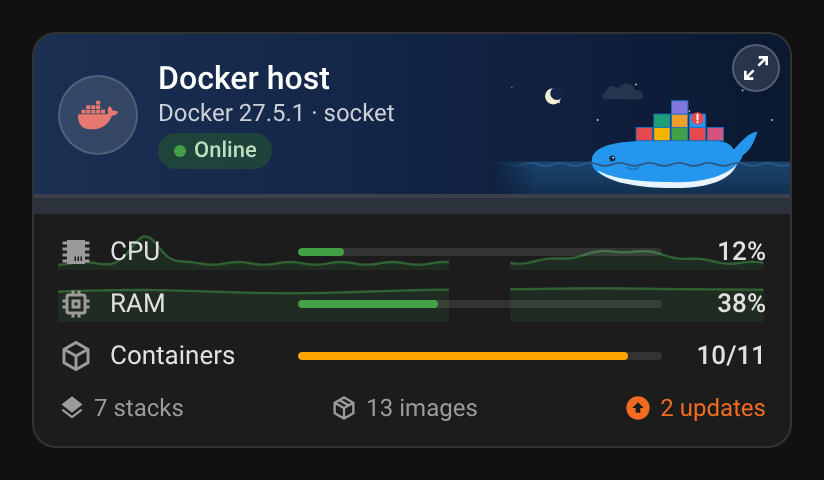 Docker host
Docker 27.5.1 · socket
Online
CPU 12%
RAM 38%
Containers 10/11
7 stacks 13 images 2 updates